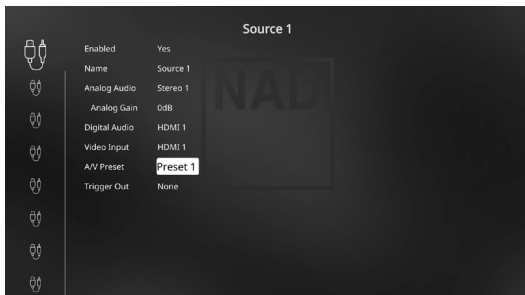 Source 1
Enabled Yes
Name Source 1
Analog Audio Stereo 1
Analog Gain 0dB
Digital Audio HDMI 1
Video Input HDMI 1
A/V Preset Preset 1
Trigger Out None
NAD